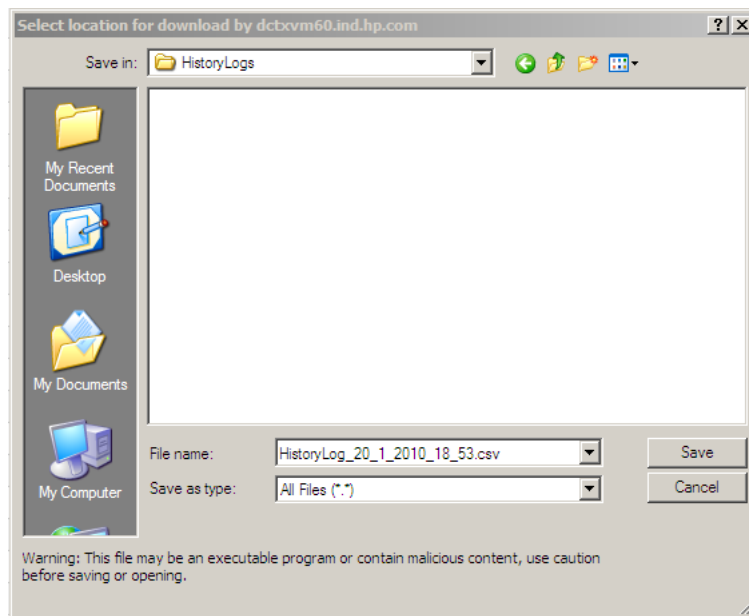 Select location for download by dctxvm60.ind.hp.com
Save in: HistoryLogs
My Recent
Documents
Desktop
My Documents
My Computer
File name: HistoryLog_20_1_2010_18_53.csv Save
Save as type: All Files (*.*) Cancel
Warning: This file may be an executable program or contain malicious content, use caution
before saving or opening.